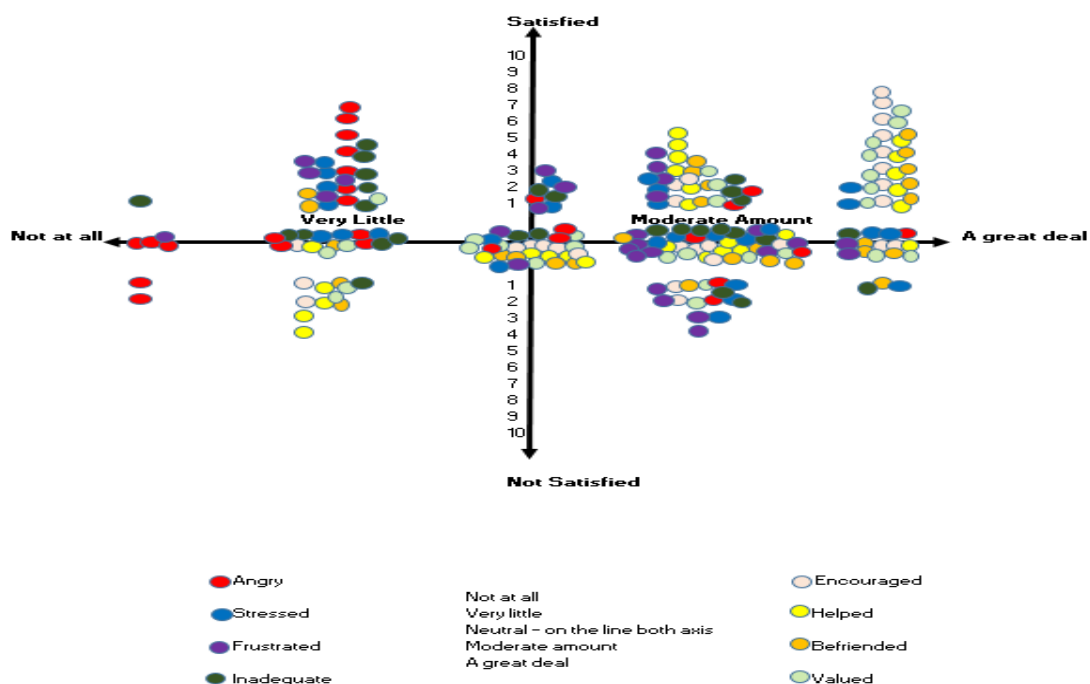 Satisfied
10
9
8
7
6
5
4
3
2
1
Very Little
Moderate Amount
Not at all
A great deal
1
2
3
4
5
6
7
8
9
10
Not Satisfied
Angry
Stressed
Frustrated
Inadequate
Not at all
Very little
Neutral - on the line both axis
Moderate amount
A great deal
Encouraged
Helped
Befriended
Valued